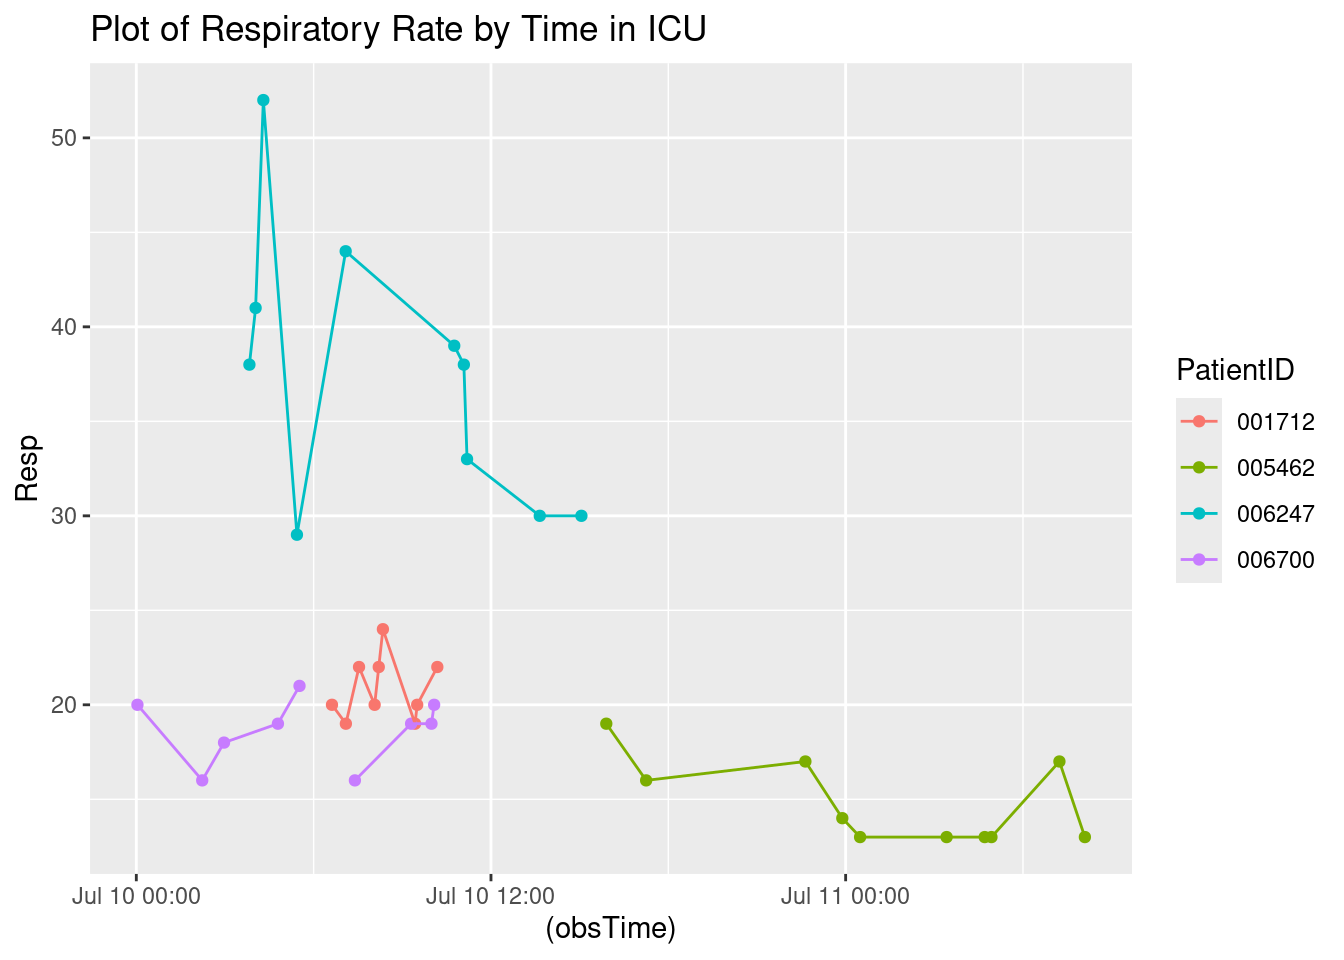 Plot of Respiratory Rate by Time in ICU
50
40
30
20
Resp
Jul 10 00:00
Jul 10 12:00
Jul 11 00:00
(obsTime)
PatientID
001712
005462
006247
006700